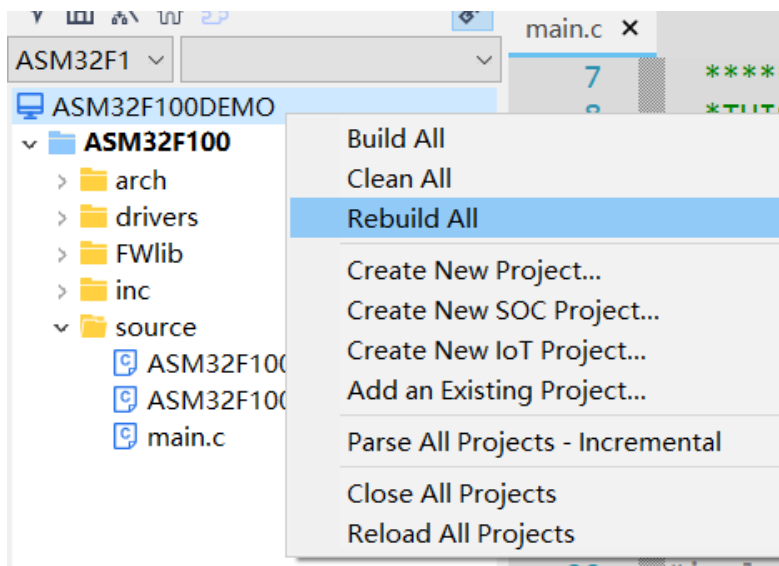 main.c ×
ASM32F1
7 ****
ASM32F100DEMO
ASM32F100
arch
drivers
FWlib
inc
source
ASM32F100
ASM32F100
main.c
Build All
Clean All
Rebuild All
Create New Project...
Create New SOC Project...
Create New IoT Project...
Add an Existing Project...
Parse All Projects - Incremental
Close All Projects
Reload All Projects